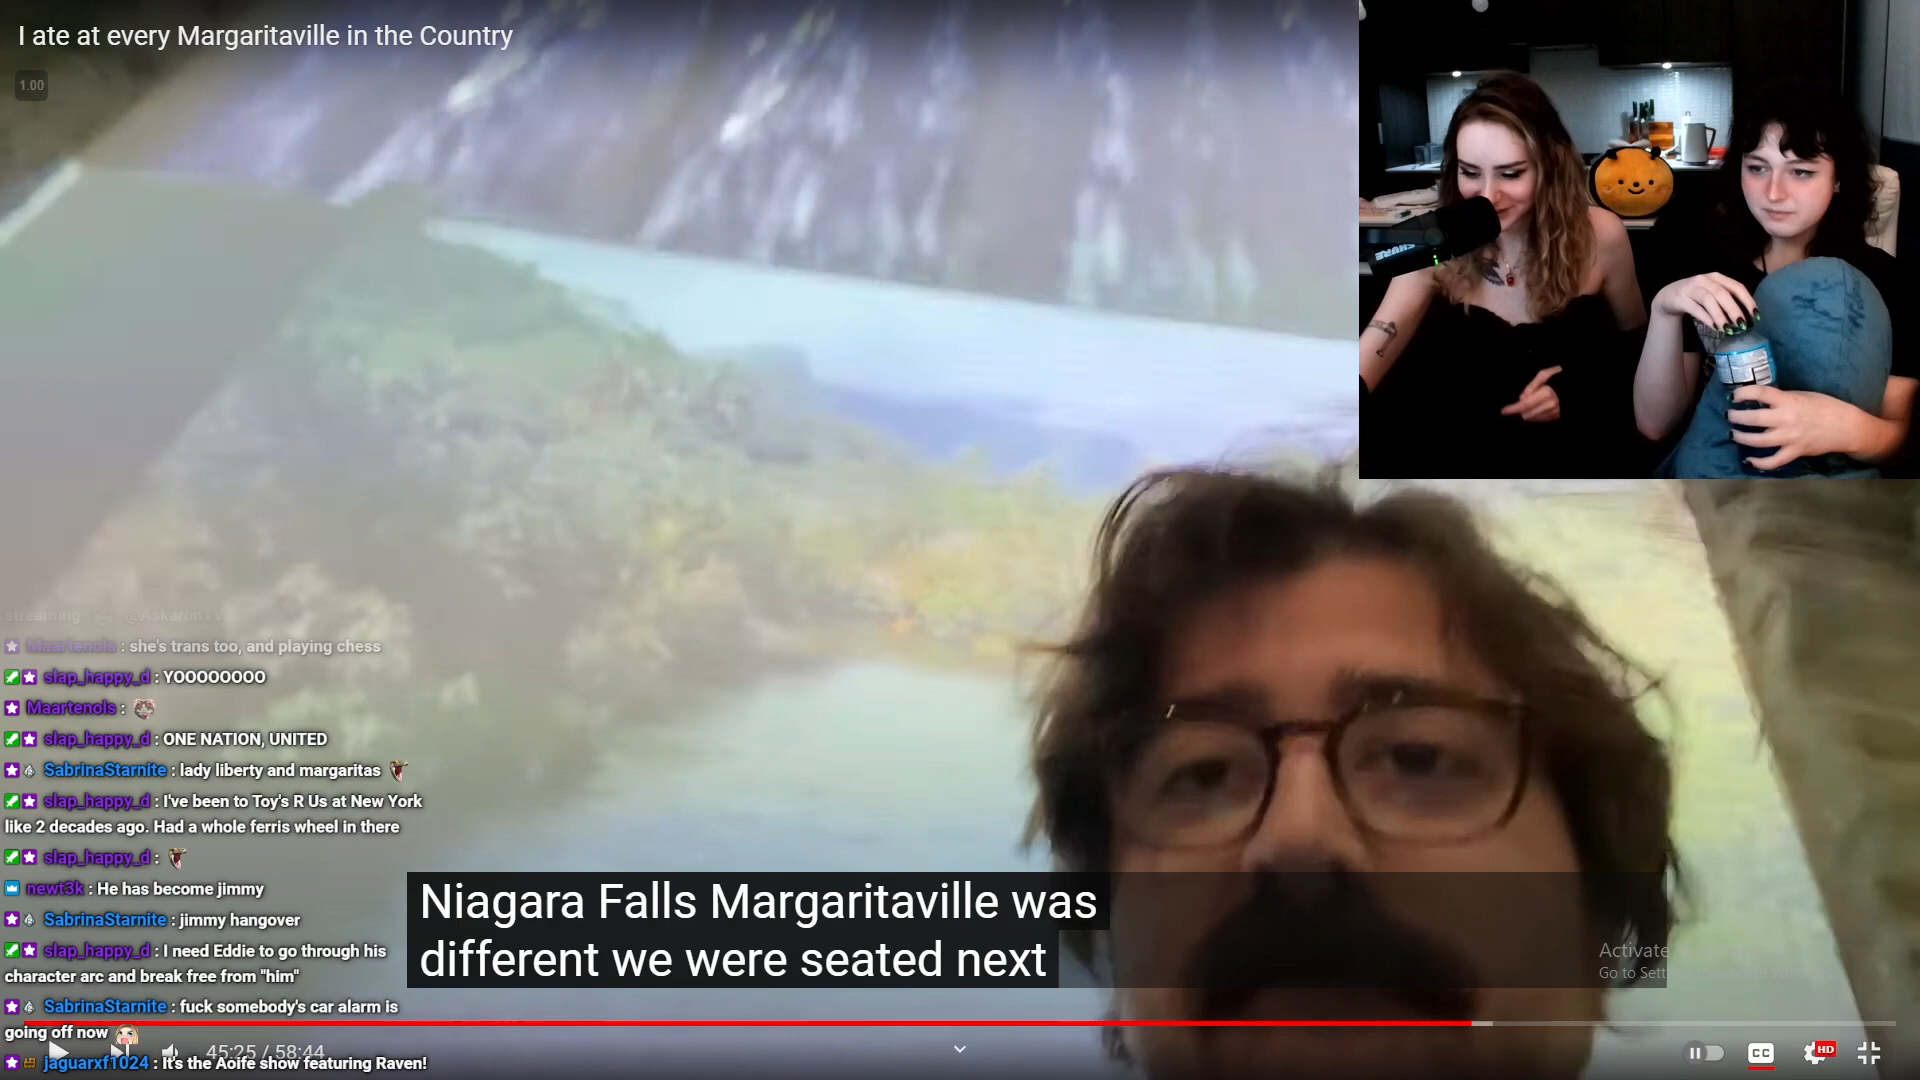 I ate at every Margaritaville in the Country
1.00
SHURE
streaming @AskaronTV
Maartenols : she's trans too, and playing chess
slap_happy_d : YOOOOOOOO
Maartenols :
slap_happy_d : ONE NATION, UNITED
SabrinaStarnite : lady liberty and margaritas
slap_happy_d : I've been to Toy's R Us at New York
like 2 decades ago. Had a whole ferris wheel in there
slap_happy_d :
newt3k : He has become jimmy
SabrinaStarnite : jimmy hangover
slap_happy_d : I need Eddie to go through his
character arc and break free from "him"
SabrinaStarnite : fuck somebody's car alarm is
going off now
jaguarxf1024 : It's the Aoife show featuring Raven!
Niagara Falls Margaritaville was
different we were seated next
Activate
Go to Sett
45:25 / 58:44
CC
HD